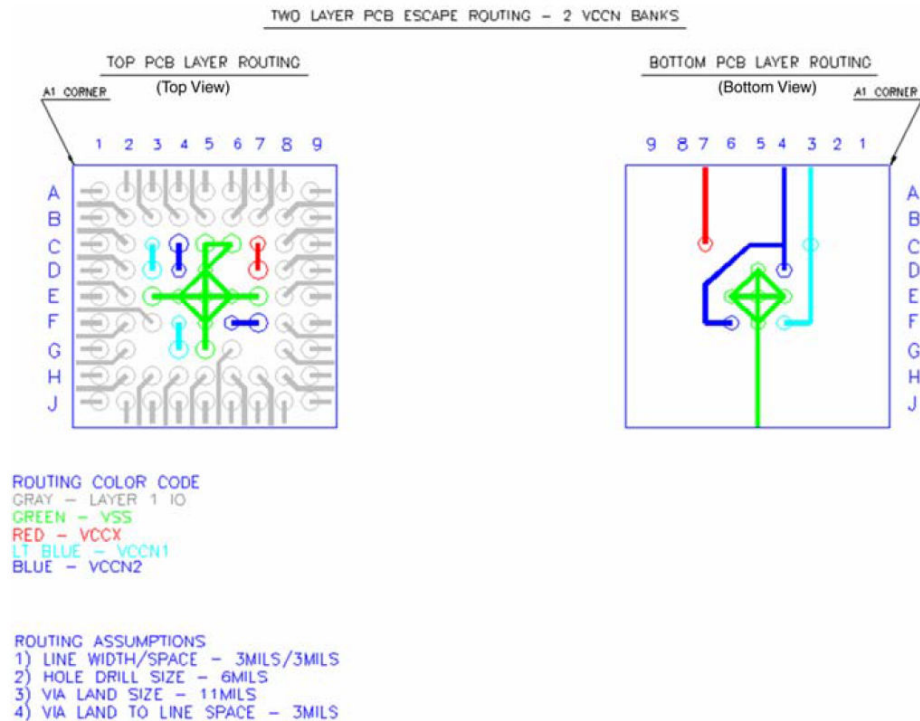 TWO LAYER PCB ESCAPE ROUTING - 2 VCCN BANKS
TOP PCB LAYER ROUTING
(Top View)
A1 CORNER
1 2 3 4 5 6 7 8 9
A
B
C
D
E
F
G
H
J
BOTTOM PCB LAYER ROUTING
(Bottom View)
A1 CORNER
9 8 7 6 5 4 3 2 1
A
B
C
D
E
F
G
H
J
ROUTING COLOR CODE
GRAY - LAYER 1 IO
GREEN - VSS
RED - VCCX
LT BLUE - VCCN1
BLUE - VCCN2
ROUTING ASSUMPTIONS
1) LINE WIDTH/SPACE - 3MILS/3MILS
2) HOLE DRILL SIZE - 6MILS
3) VIA LAND SIZE - 11MILS
4) VIA LAND TO LINE SPACE - 3MILS